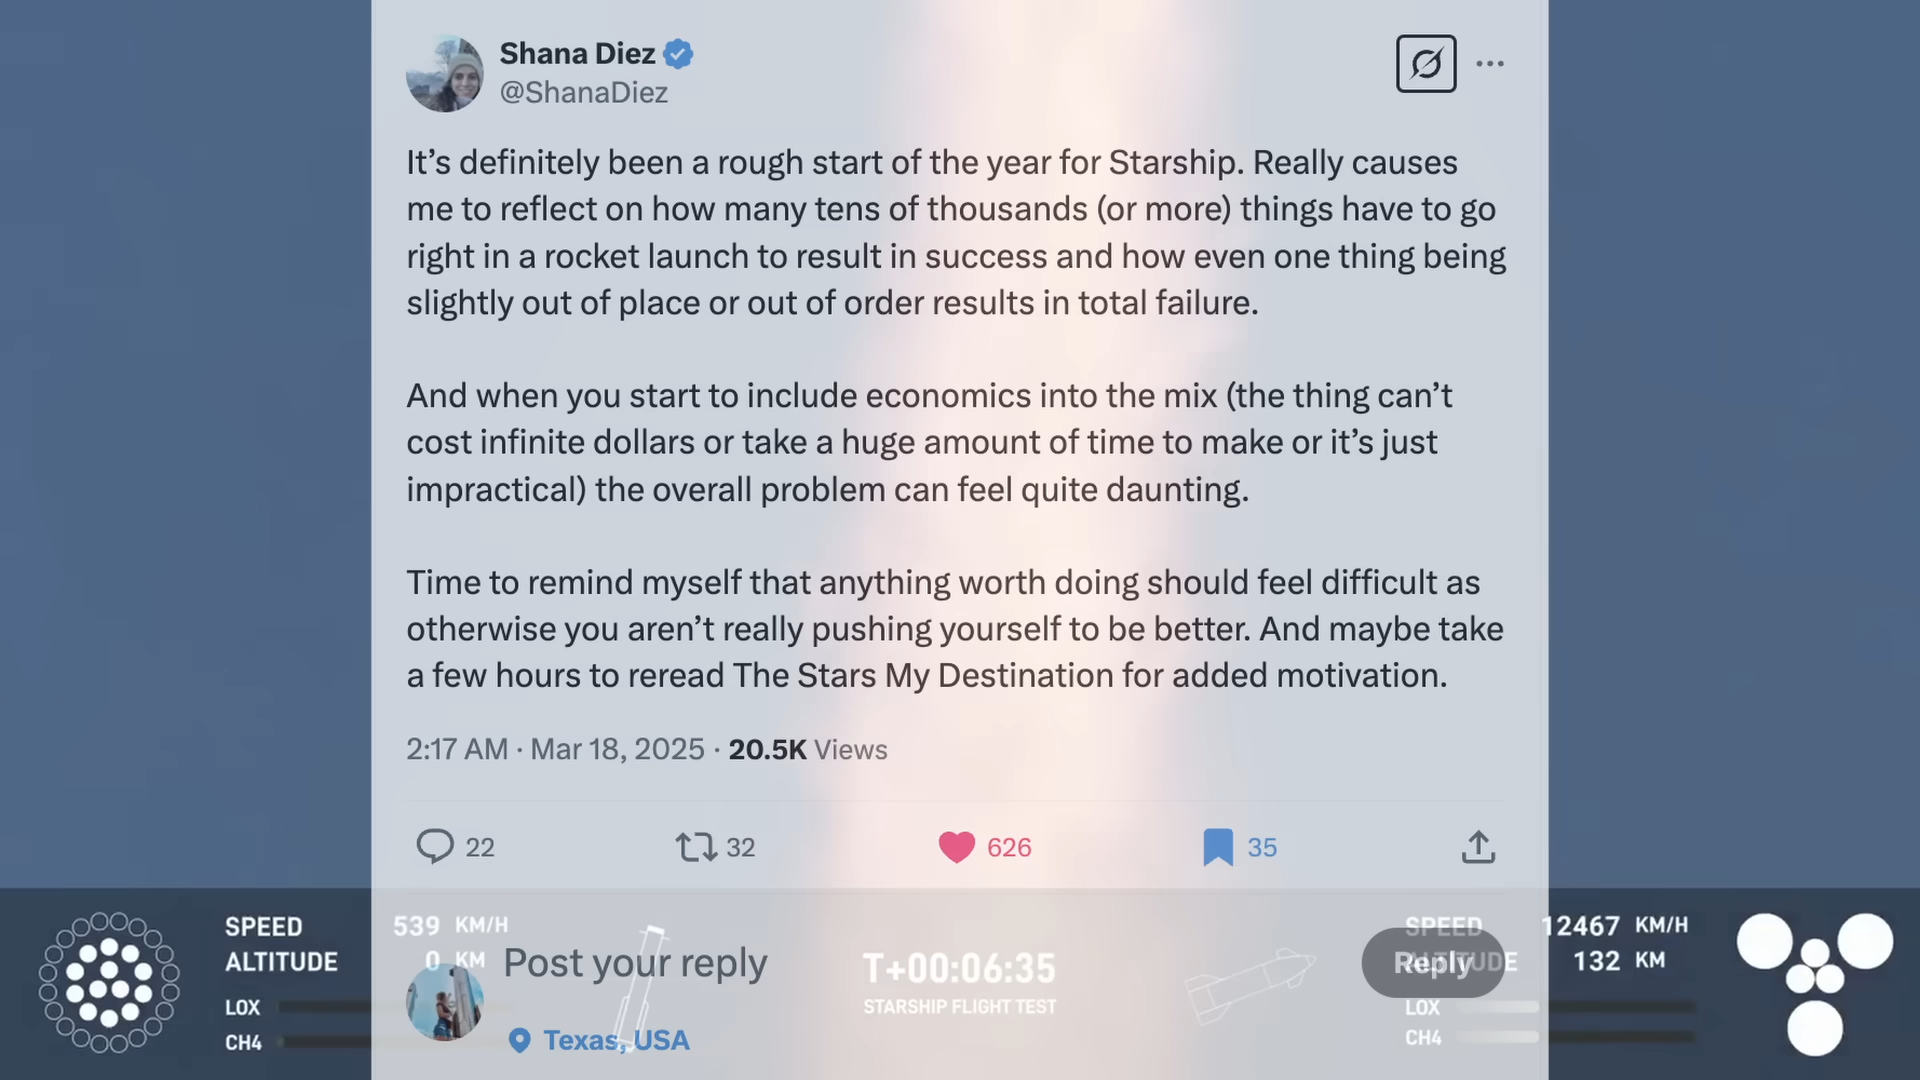 Shana Diez
@ShanaDiez
It’s definitely been a rough start of the year for Starship. Really causes
me to reflect on how many tens of thousands (or more) things have to go
right in a rocket launch to result in success and how even one thing being
slightly out of place or out of order results in total failure.
And when you start to include economics into the mix (the thing can’t
cost infinite dollars or take a huge amount of time to make or it’s just
impractical) the overall problem can feel quite daunting.
Time to remind myself that anything worth doing should feel difficult as
otherwise you aren’t really pushing yourself to be better. And maybe take
a few hours to reread The Stars My Destination for added motivation.
2:17 AM · Mar 18, 2025 · 20.5K Views
22 32 626 35
SPEED 539 KM/H
ALTITUDE 0 KM
LOX
CH4
Post your reply
Texas, USA
T+00:06:35
STARSHIP FLIGHT TEST
Reply
SPEED 12467 KM/H
ALTITUDE 132 KM
LOX
CH4